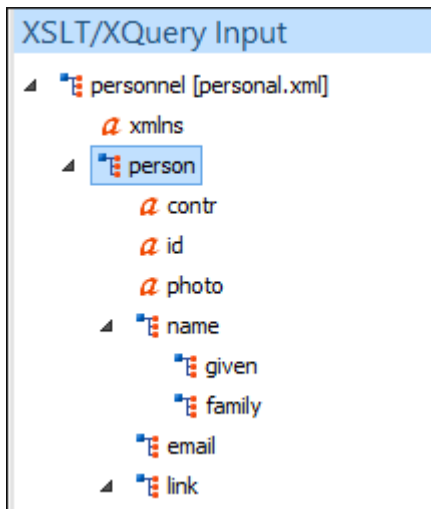 XSLT/XQuery Input
personnel [personal.xml]
a xmlns
person
a contr
a id
a photo
name
given
family
email
link